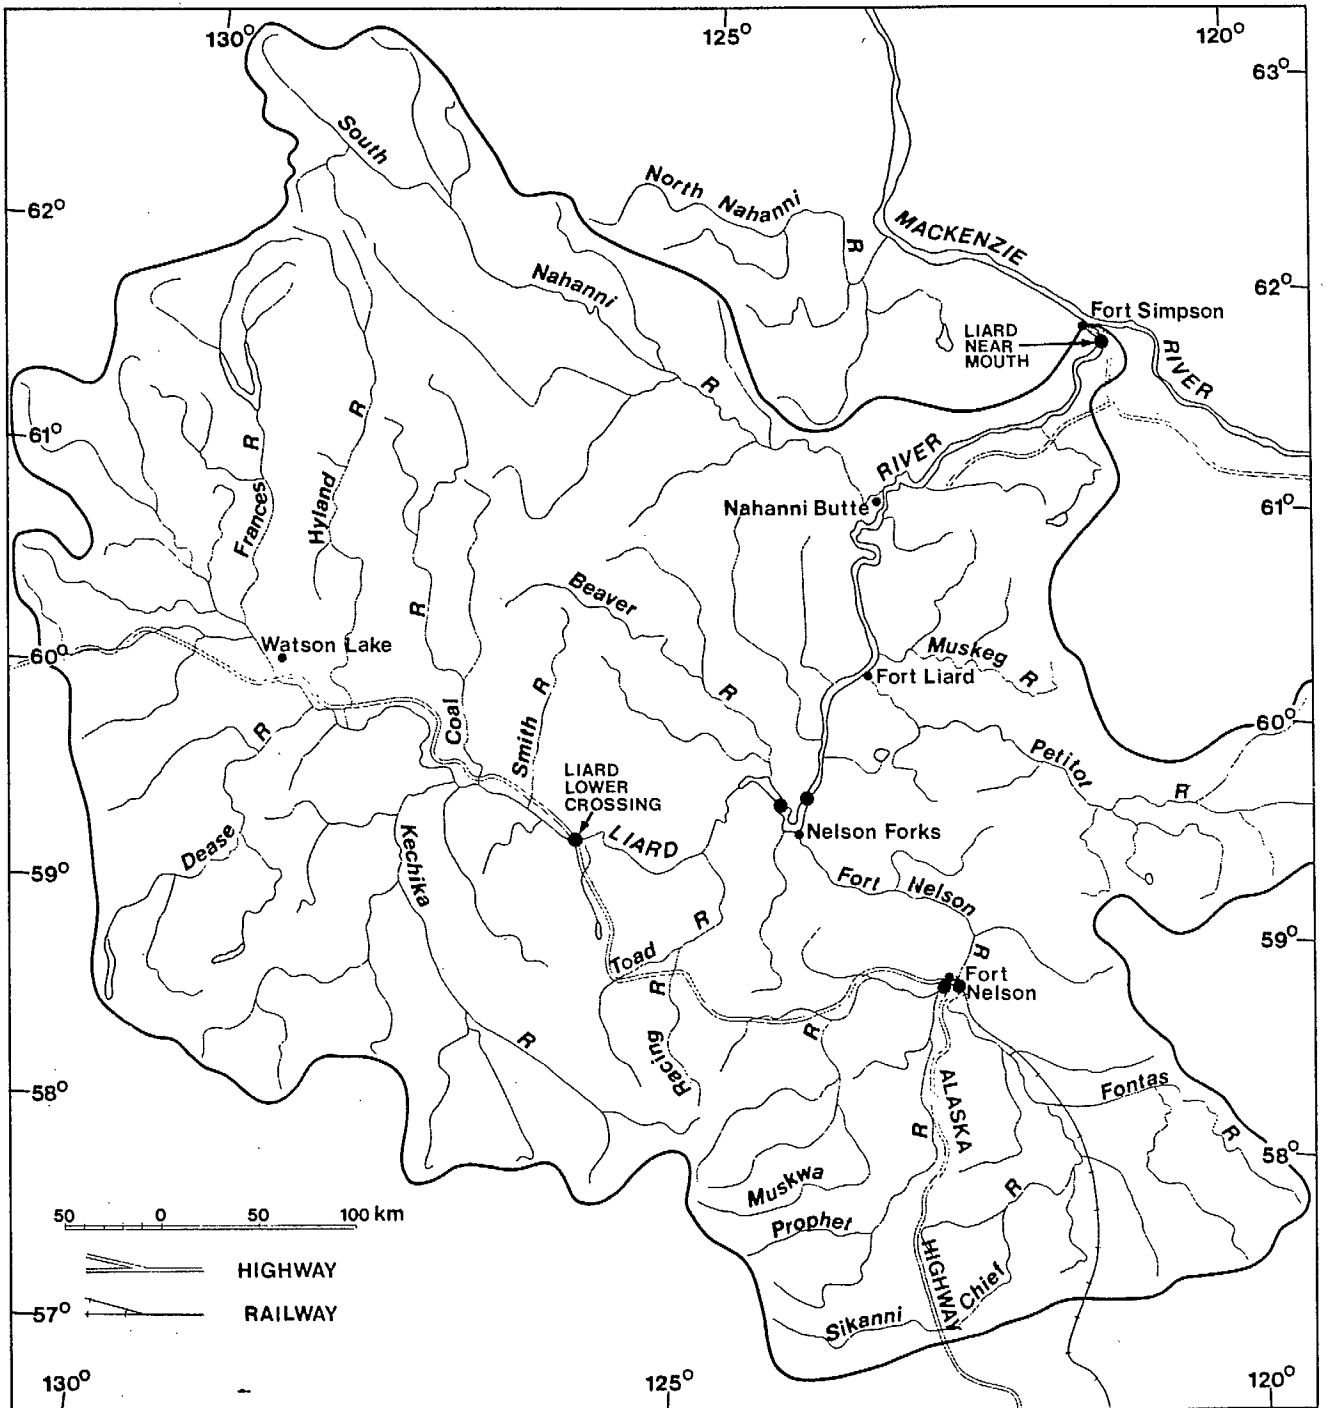 130°
125°
120°
63°
South
North Nahanni
R
62°
MACKENZIE
Nahanni
62°
Fort Simpson
LIARD
NEAR
MOUTH
RIVER
R
R
61°
R
RIVER
Hyland
Frances
Nahanni Butte
61°
Beaver
R
Watson Lake
60°
Muskeg
R
Fort Liard
R
R
Coal
Smith
R
60°
Petitot
R
LIARD
LOWER
CROSSING
Nelson Forks
LIARD
Dease
Kechika
59°
Fort Nelson
R
R
59°
Toad
Fort
Nelson
R
R
R
Racing
ALASKA
58°
Fontas
R
R
58°
Muskwa
R
Prophet
50 0 50 100 km
HIGHWAY
HIGHWAY
Chief
RAILWAY
57°
Sikanni
130°
125°
120°